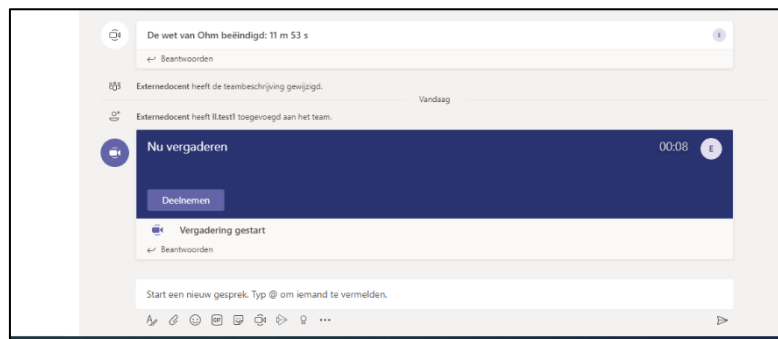 De wet van Ohm beëindigd: 11 m 53 s
E
Beantwoorden
Externedocent heeft de teambeschrijving gewijzigd.
Vandaag
Externedocent heeft ll.test1 toegevoegd aan het team.
Nu vergaderen
00:08
E
Deelnemen
Vergadering gestart
Beantwoorden
Start een nieuw gesprek. Typ @ om iemand te vermelden.
GIF